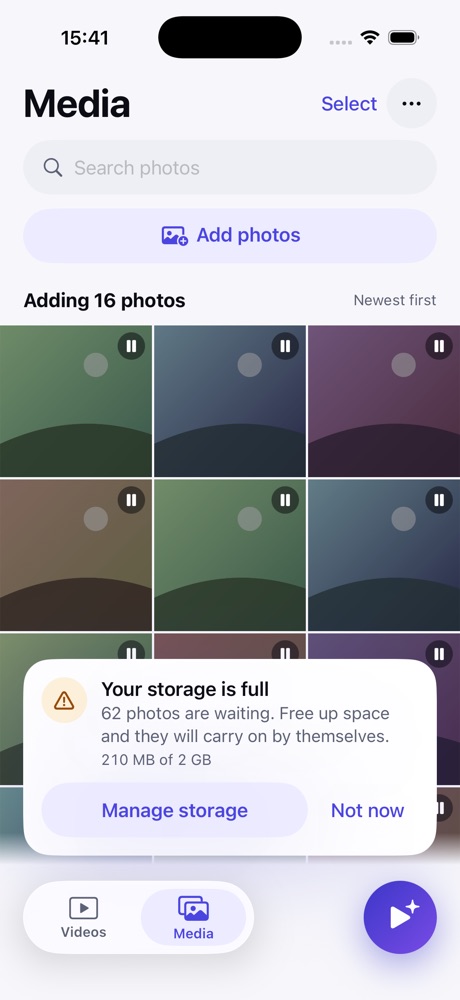 15:41
Media
Select
Search photos
Add photos
Adding 16 photos
Newest first
Your storage is full
62 photos are waiting. Free up space
and they will carry on by themselves.
210 MB of 2 GB
Manage storage
Not now
Videos
Media